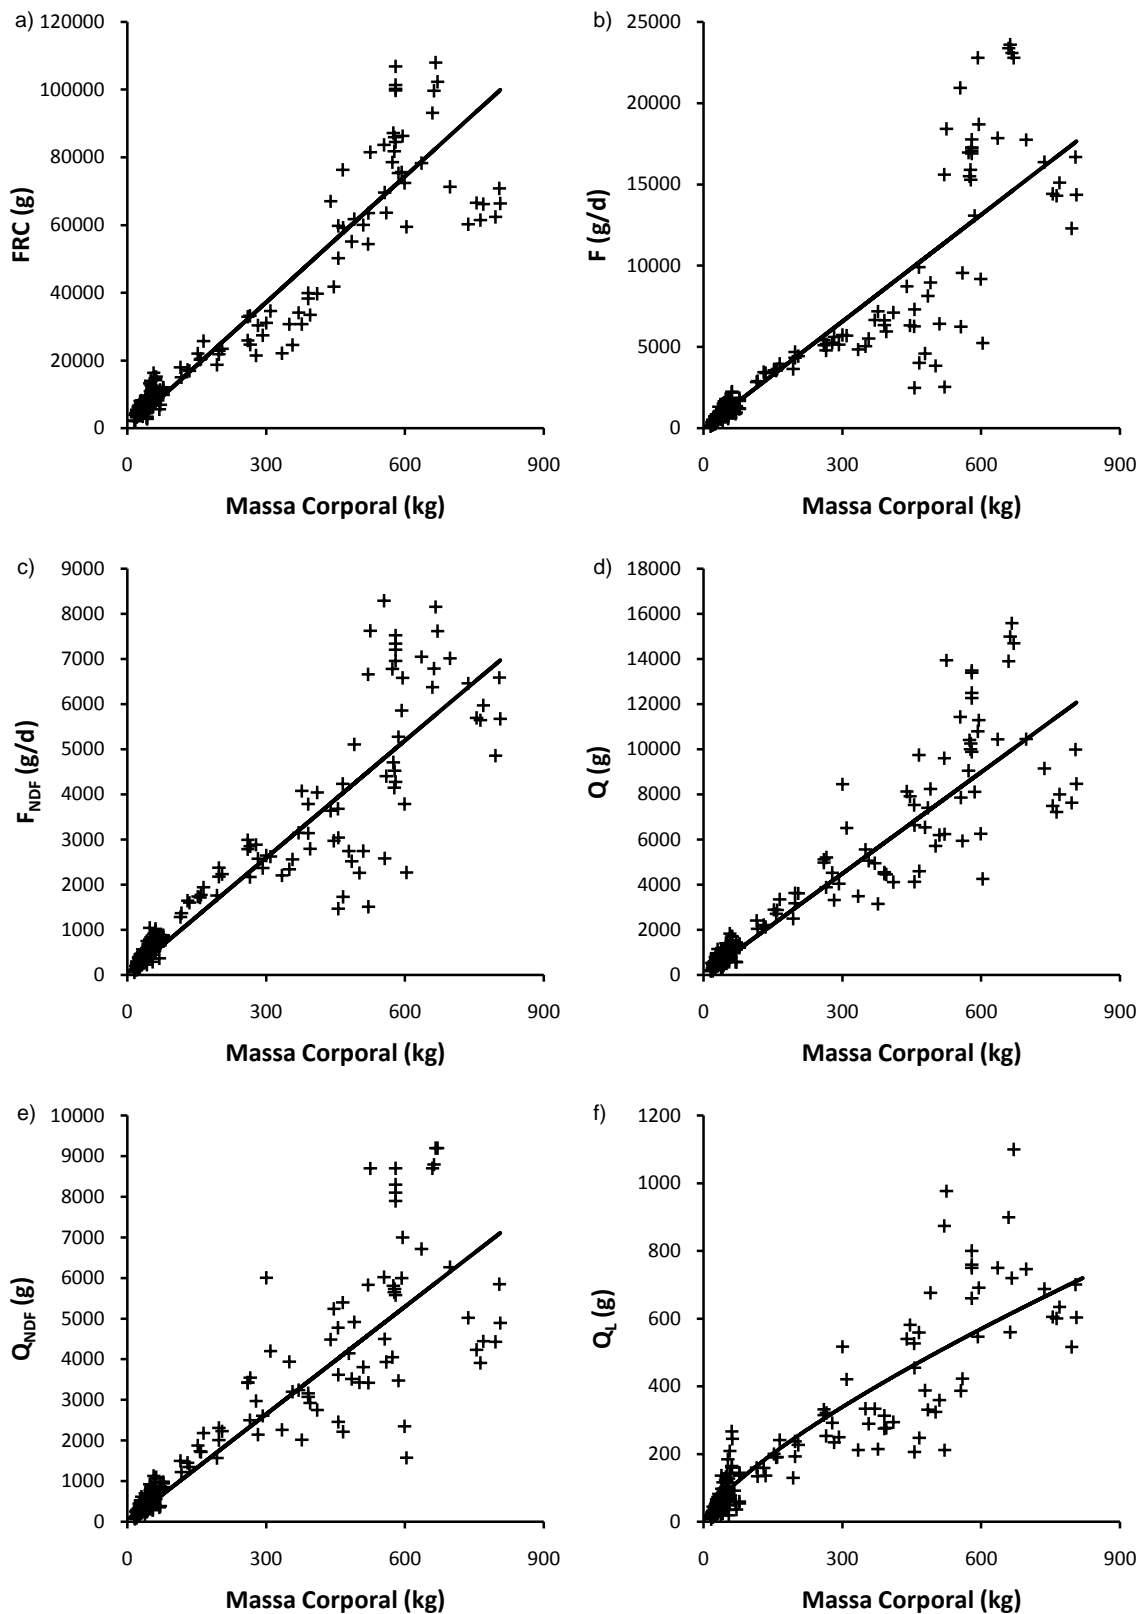 a)
120000
100000
80000
60000
40000
20000
0
FRC (g)
0 300 600 900
Massa Corporal (kg)
b)
25000
20000
15000
10000
5000
0
F (g/d)
0 300 600 900
Massa Corporal (kg)
c)
9000
8000
7000
6000
5000
4000
3000
2000
1000
0
F_NDF (g/d)
0 300 600 900
Massa Corporal (kg)
d)
18000
16000
14000
12000
10000
8000
6000
4000
2000
0
Q (g)
0 300 600 900
Massa Corporal (kg)
e)
10000
9000
8000
7000
6000
5000
4000
3000
2000
1000
0
Q_NDF (g)
0 300 600 900
Massa Corporal (kg)
f)
1200
1000
800
600
400
200
0
Q_L (g)
0 300 600 900
Massa Corporal (kg)